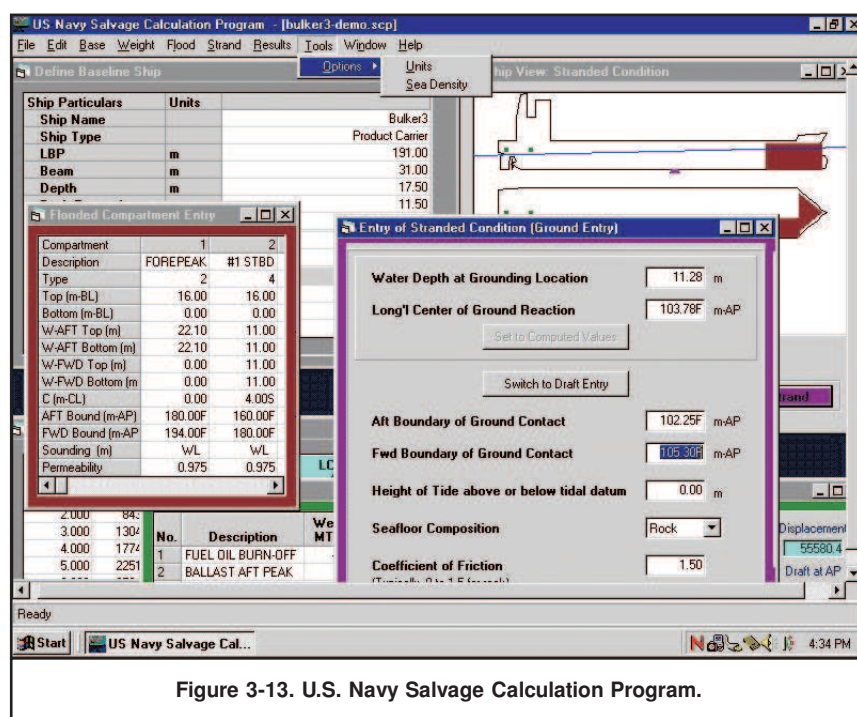 US Navy Salvage Calculation Program - [bulker3-demo.scp]
File Edit Base Weight Flood Strand Results Tools Window Help
Options
Units
Sea Density
Define Baseline Ship
hip View: Stranded Condition
Ship Particulars Units
Ship Name Bulker3
Ship Type Product Carrier
LBP m 191.00
Beam m 31.00
Depth m 17.50
11.50
Flooded Compartment Entry
Compartment 1 2
Description FOREPEAK #1 STBD
Type 2 4
Top (m-BL) 16.00 16.00
Bottom (m-BL) 0.00 0.00
W-AFT Top (m) 22.10 11.00
W-AFT Bottom (m) 22.10 11.00
W-FWD Top (m) 0.00 11.00
W-FWD Bottom (m 0.00 11.00
C (m-CL) 0.00 4.00S
AFT Bound (m-AP) 180.00F 160.00F
FWD Bound (m-AP 194.00F 180.00F
Sounding (m) WL WL
Permeability 0.975 0.975
Entry of Stranded Condition (Ground Entry)
Water Depth at Grounding Location 11.28 m
Long'l Center of Ground Reaction 103.78F m-AP
Set to Computed Values
Switch to Draft Entry
Aft Boundary of Ground Contact 102.25F m-AP
Fwd Boundary of Ground Contact 105.30F m-AP
Height of Tide above or below tidal datum 0.00 m
Seafloor Composition Rock
Coefficient of Friction 1.50
trand
LC
2.000 843
3.000 1304
4.000 1774
5.000 2251
No. Description We MT
1 FUEL OIL BURN-OFF
2 BALLAST AFT PEAK
Displacement
55580.4
Draft at AP
Ready
Start US Navy Salvage Cal... 4:34 PM
Figure 3-13. U.S. Navy Salvage Calculation Program.